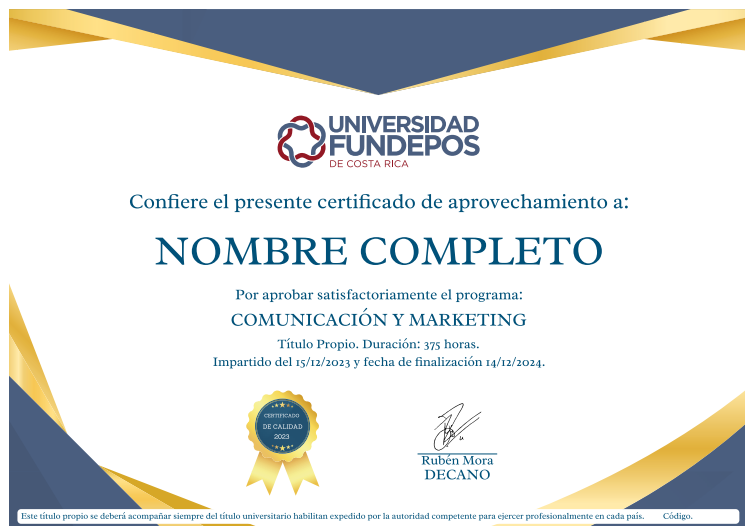 UNIVERSIDAD
FUNDEPOS
DE COSTA RICA
Confiere el presente certificado de aprovechamiento a:
NOMBRE COMPLETO
Por aprobar satisfactoriamente el programa:
COMUNICACIÓN Y MARKETING
Título Propio. Duración: 375 horas.
Impartido del 15/12/2023 y fecha de finalización 14/12/2024.
CERTIFICADO
DE CALIDAD
2023
Rubén Mora
DECANO
Este título propio se deberá acompañar siempre del título universitario habilitan expedido por la autoridad competente para ejercer profesionalmente en cada país. Código.